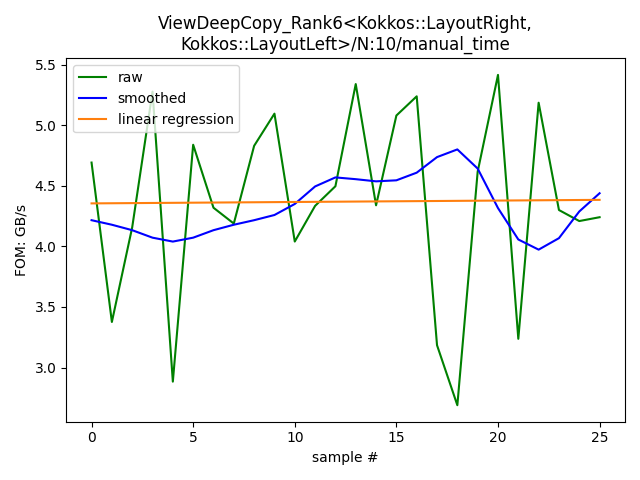 ViewDeepCopy_Rank6<Kokkos::LayoutRight,
Kokkos::LayoutLeft>/N:10/manual_time
raw
smoothed
linear regression
FOM: GB/s
5.5
5.0
4.5
4.0
3.5
3.0
0 5 10 15 20 25
sample #